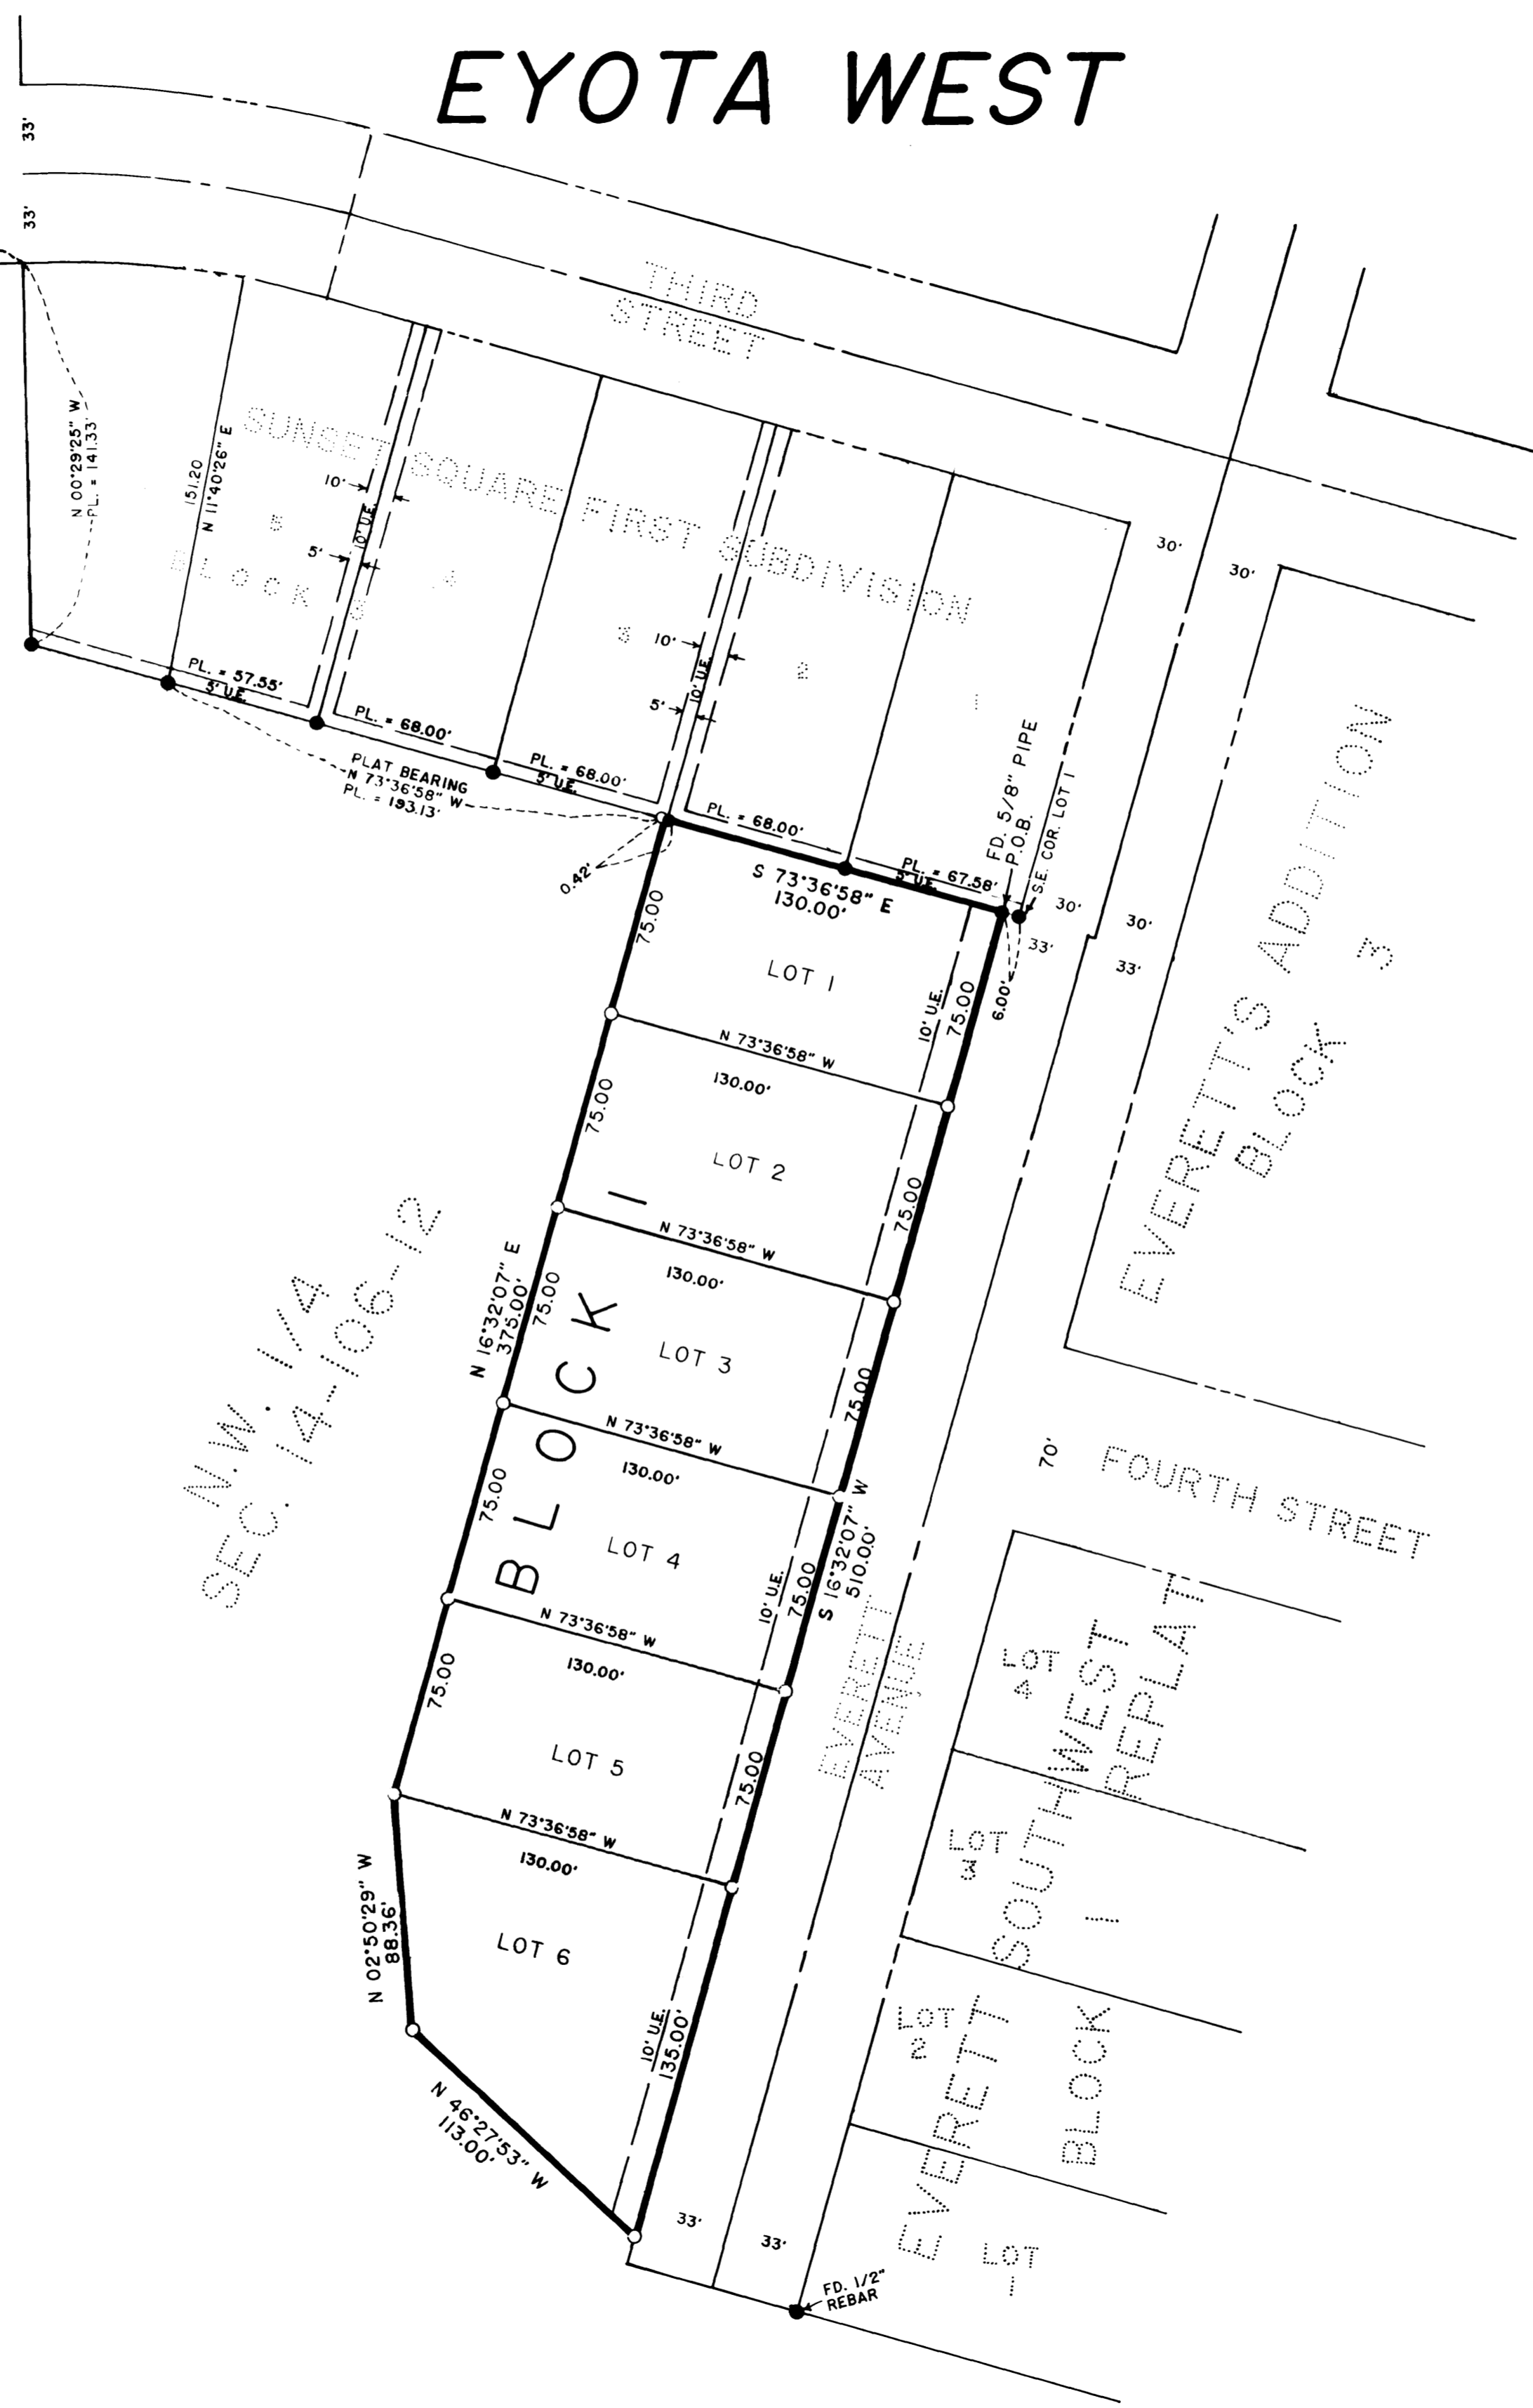 EYOTA WEST
33'
33'
THIRD
STREET
N 00°29'25" W
PL. = 141.33'
151.20
N 11°40'26" E
SUNSET SQUARE FIRST SUBDIVISION
BLOCK 3
5
4
3
2
1
10'
5'
10' U.E.
10'
5'
10' U.E.
30'
30'
PL. = 57.55'
5' U.E.
PL. = 68.00'
PL. = 68.00'
5' U.E.
PL. = 68.00'
PL. = 67.58'
5' U.E.
PLAT BEARING
N 73°36'58" W
PL. = 193.13'
0.42'
S 73°36'58" E
130.00'
FD. 5/8" PIPE
P.O.B.
S.E. COR. LOT 1
30'
30'
33'
33'
6.00'
EVERETT'S ADDITION
BLOCK 3
75.00
LOT 1
10' U.E.
75.00
N 73°36'58" W
130.00'
75.00
LOT 2
75.00
N 73°36'58" W
130.00'
N 16°32'07" E
375.00'
75.00
LOT 3
75.00
N 73°36'58" W
130.00'
75.00
LOT 4
10' U.E.
75.00
S 16°32'07" W
510.00'
BLOCK 1
N.W. 1/4
SEC. 14-106-12
N 73°36'58" W
130.00'
75.00
LOT 5
75.00
N 73°36'58" W
130.00'
N 02°50'29" W
88.36'
LOT 6
10' U.E.
135.00'
N 46°27'53" W
113.00'
EVERETT
AVENUE
70'
FOURTH STREET
LOT
4
LOT
3
LOT
2
LOT
1
EVERETT SOUTHWEST
REPLAT
BLOCK 1
33'
33'
FD. 1/2"
REBAR